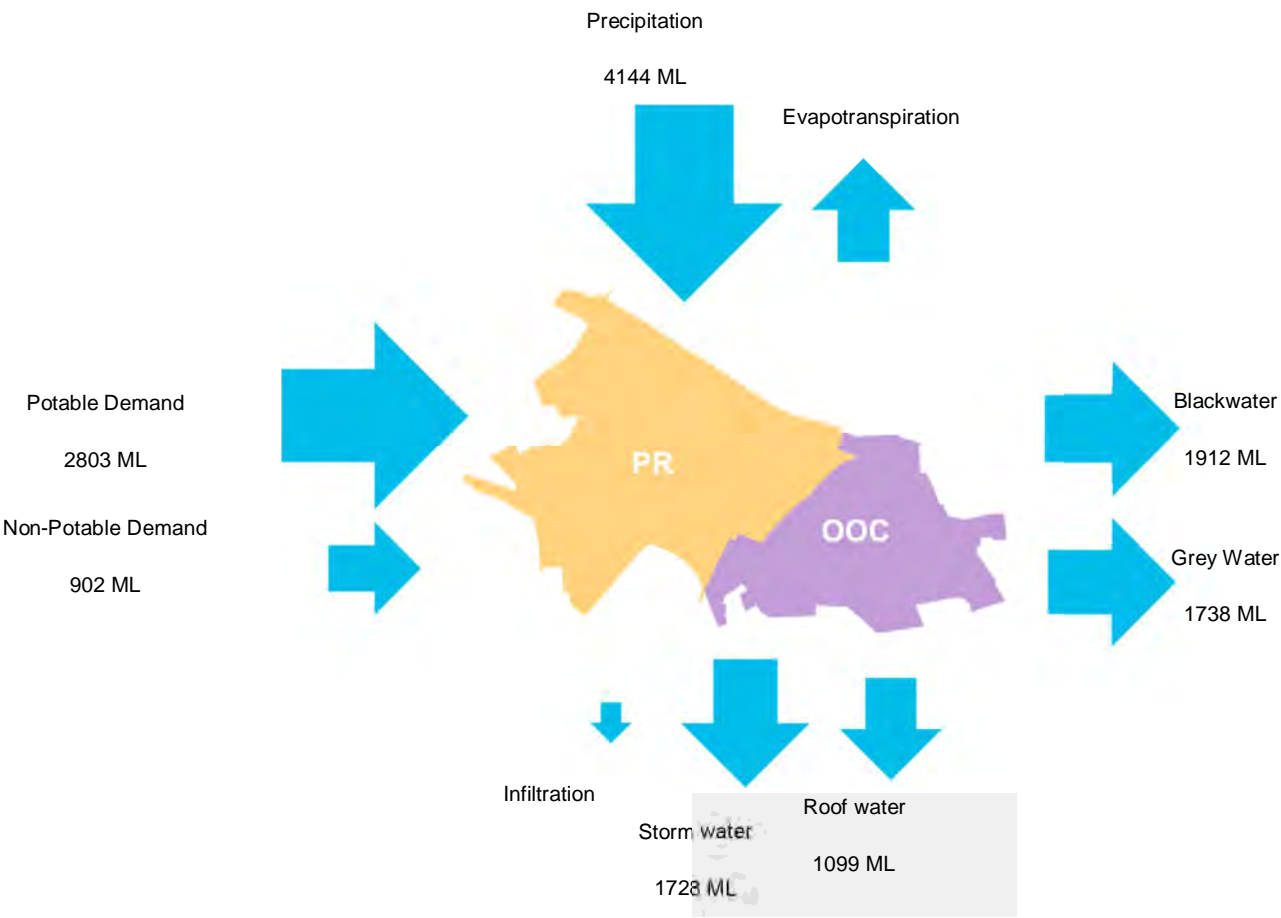 Precipitation
4144 ML
Evapotranspiration
Potable Demand
2803 ML
Non-Potable Demand
902 ML
PR
OOC
Blackwater
1912 ML
Grey Water
1738 ML
Infiltration
Storm water
1728 ML
Roof water
1099 ML